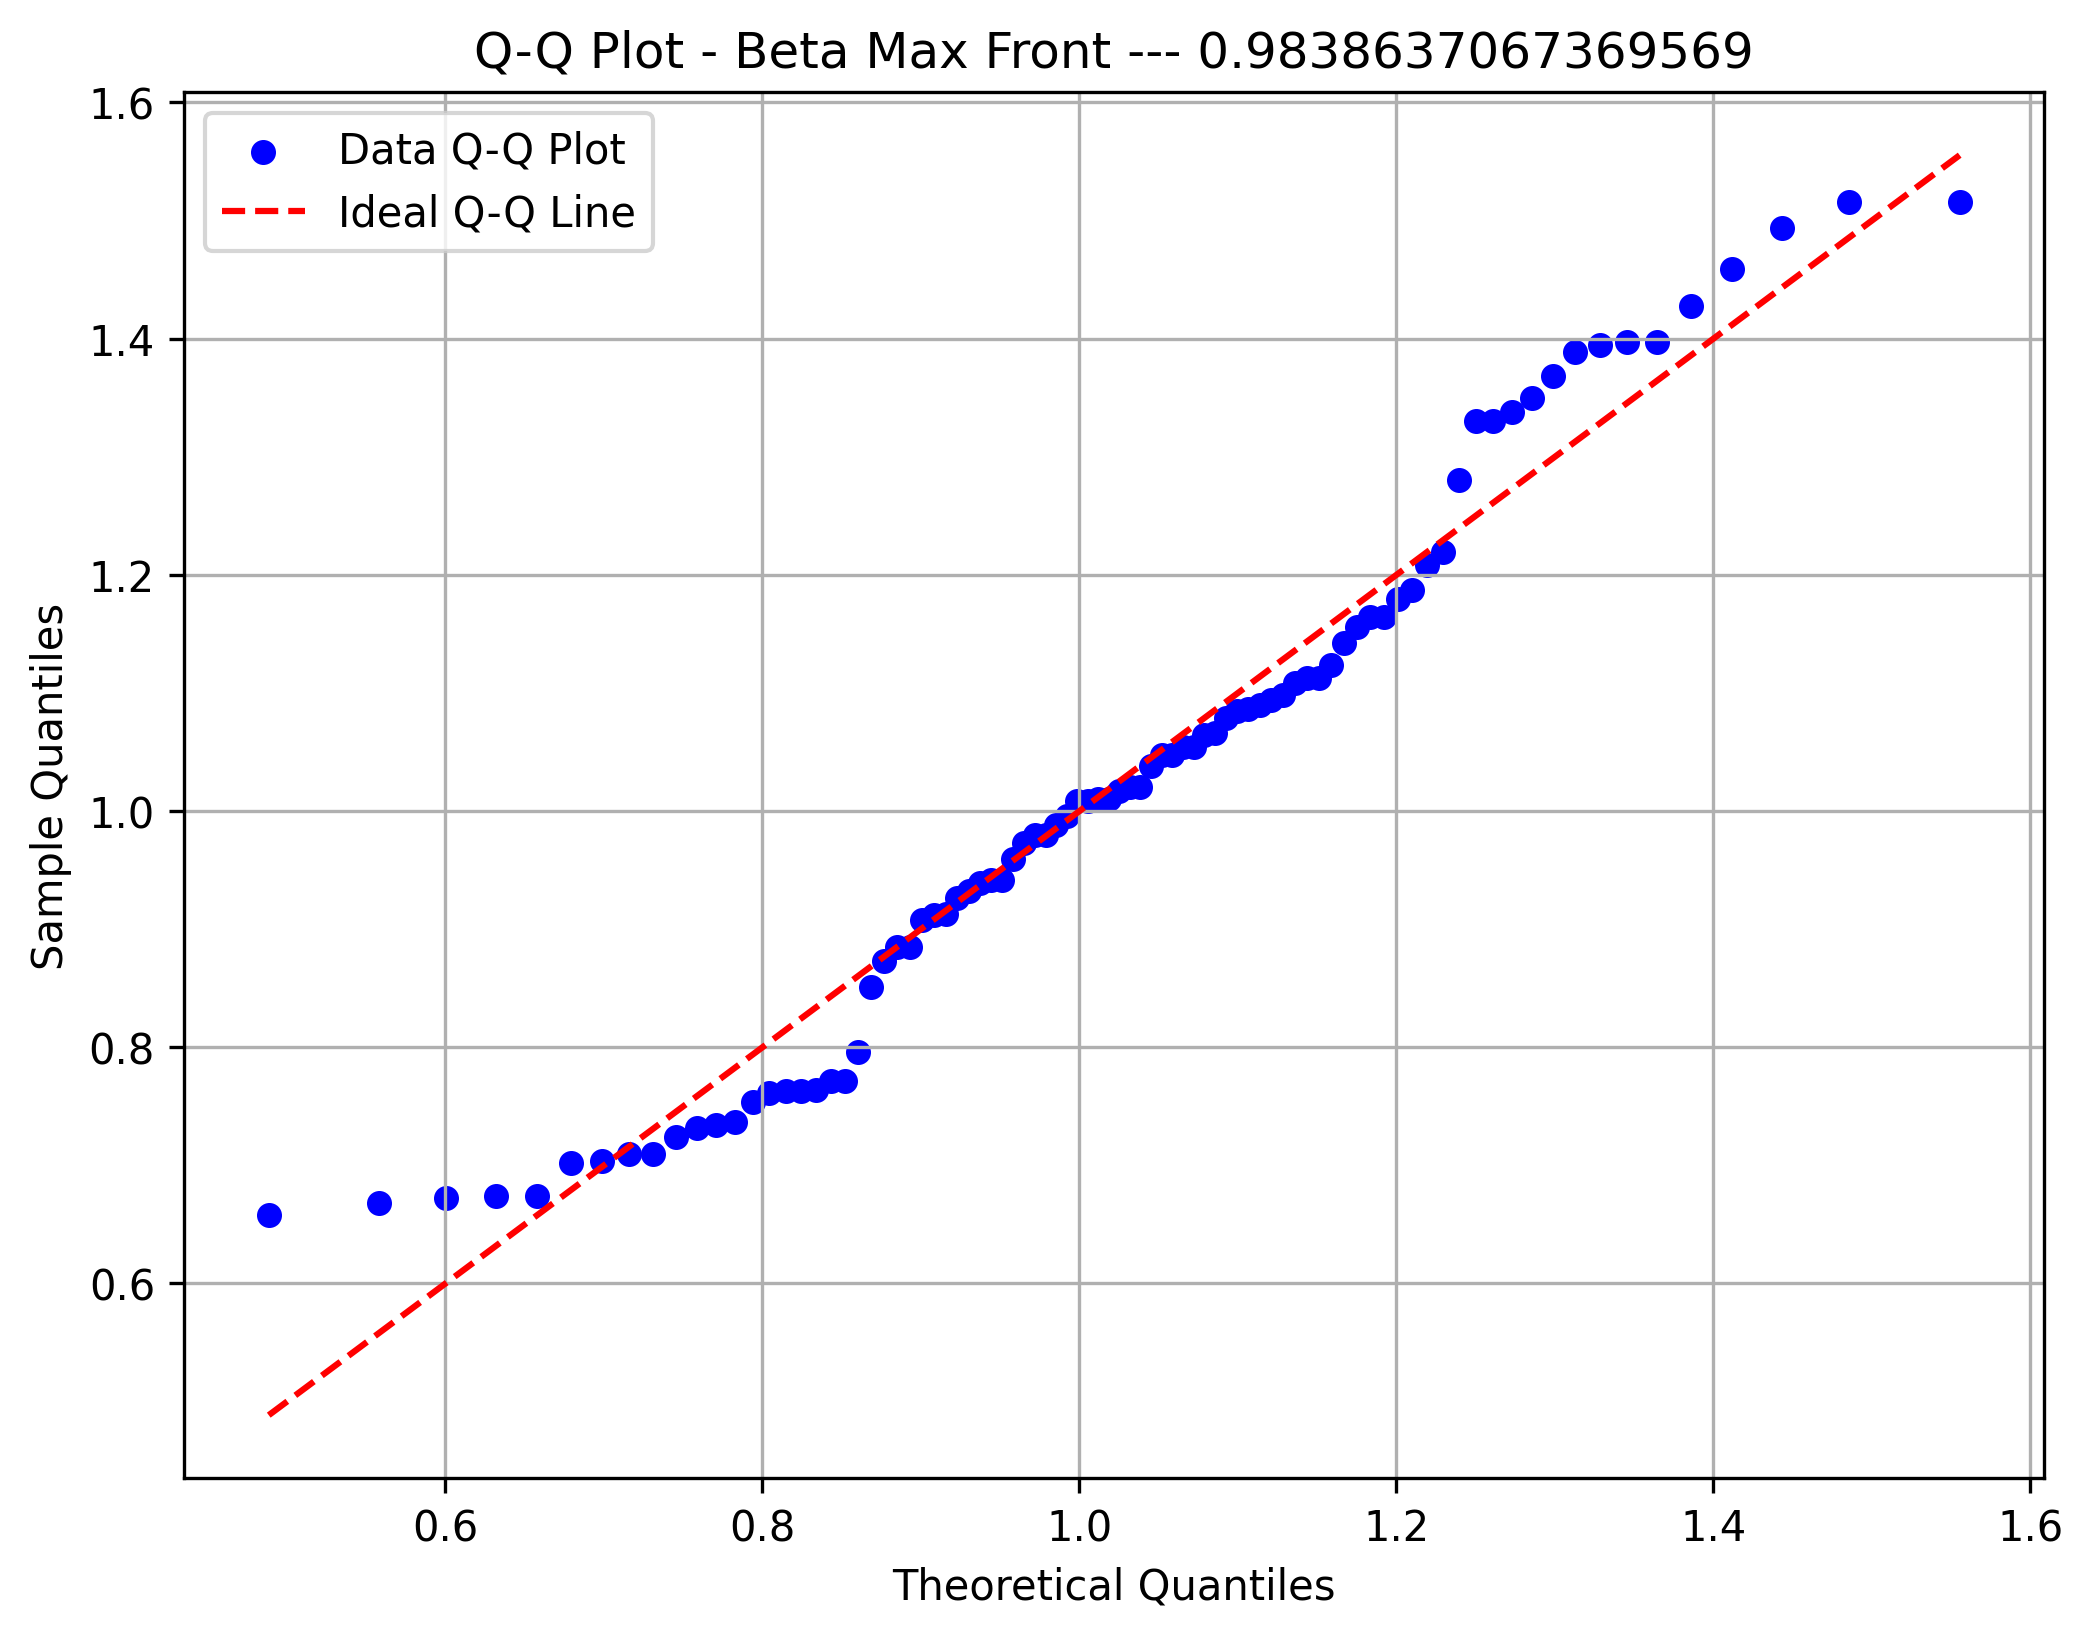 Q-Q Plot - Beta Max Front --- 0.9838637067369569
Data Q-Q Plot
Ideal Q-Q Line
1.6
1.4
1.2
1.0
0.8
0.6
Sample Quantiles
0.6 0.8 1.0 1.2 1.4 1.6
Theoretical Quantiles